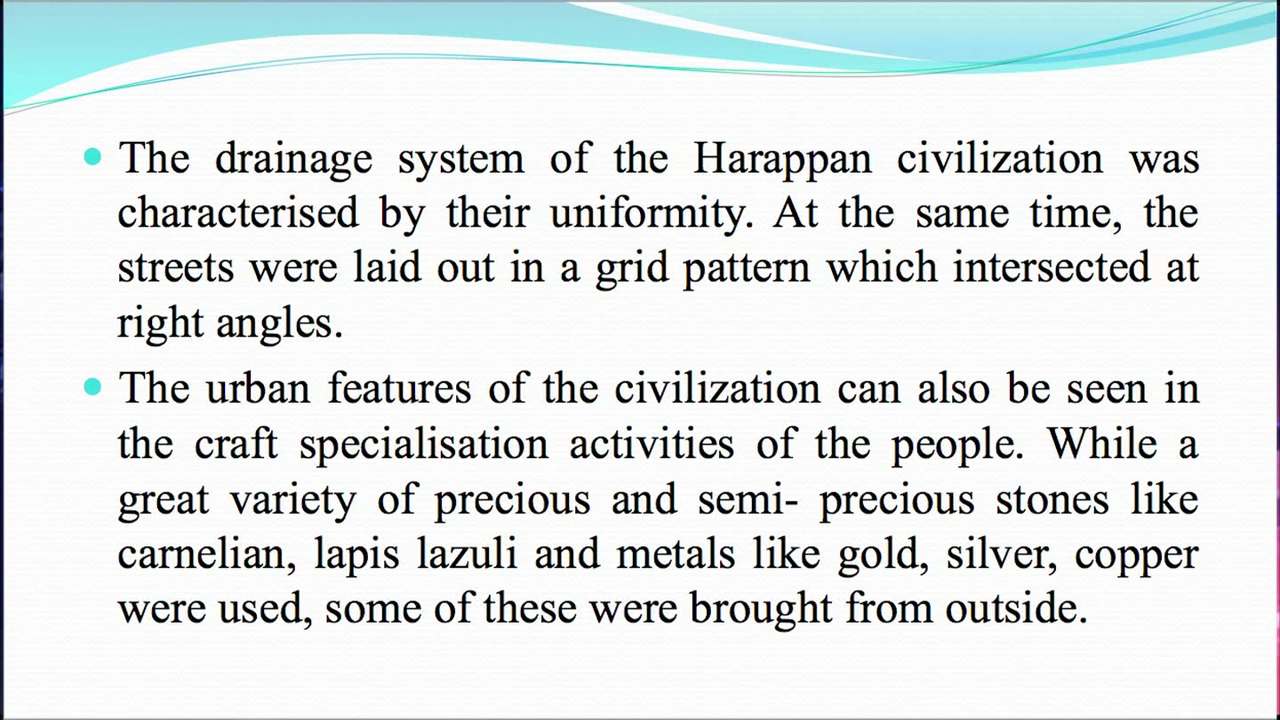 The drainage system of the Harappan civilization was
characterised by their uniformity. At the same time, the
streets were laid out in a grid pattern which intersected at
right angles.
The urban features of the civilization can also be seen in
the craft specialisation activities of the people. While a
great variety of precious and semi- precious stones like
carnelian, lapis lazuli and metals like gold, silver, copper
were used, some of these were brought from outside.